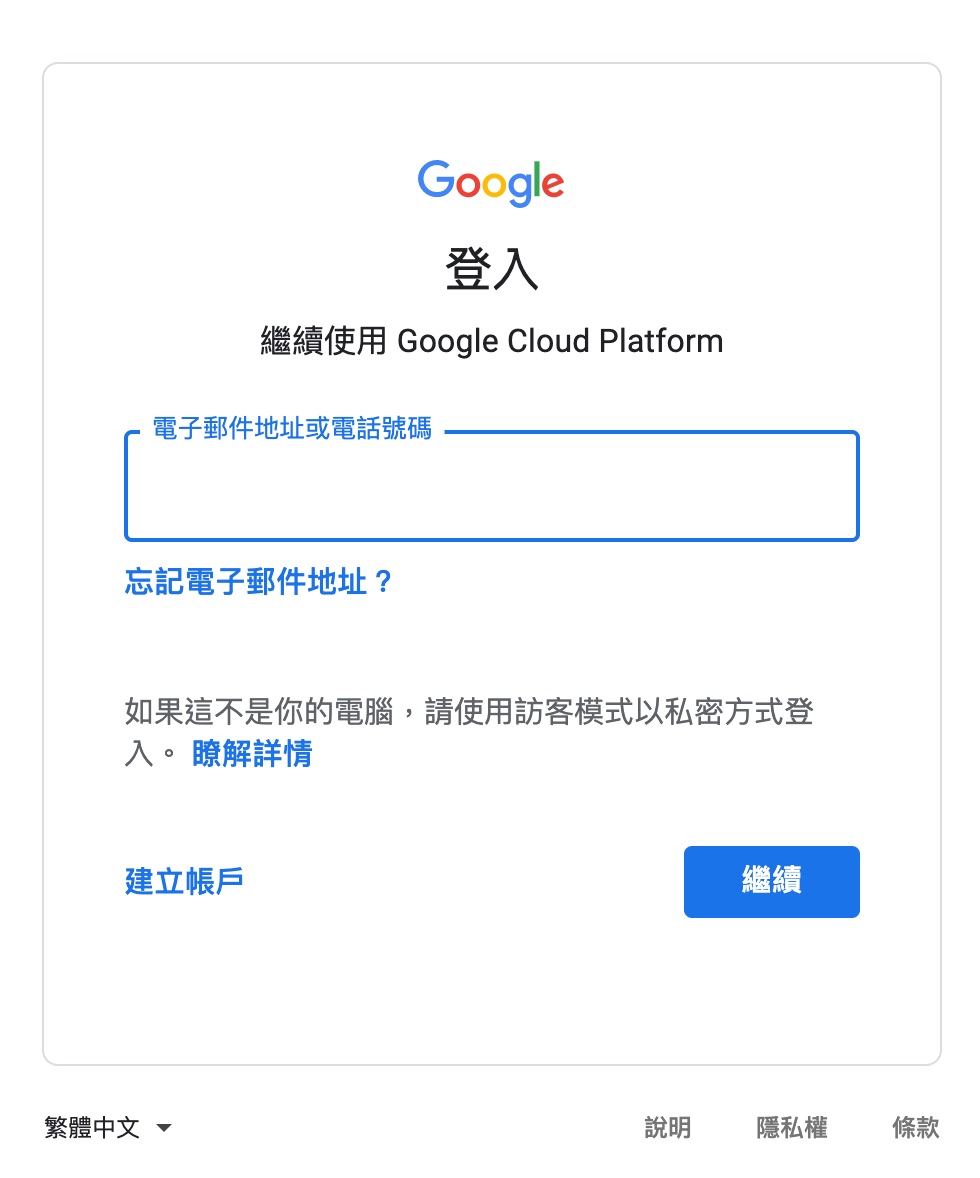 Google
登入
繼續使用 Google Cloud Platform
電子郵件地址或電話號碼
忘記電子郵件地址？
如果這不是你的電腦，請使用訪客模式以私密方式登
入。 瞭解詳情
建立帳戶
繼續
繁體中文
說明 隱私權 條款